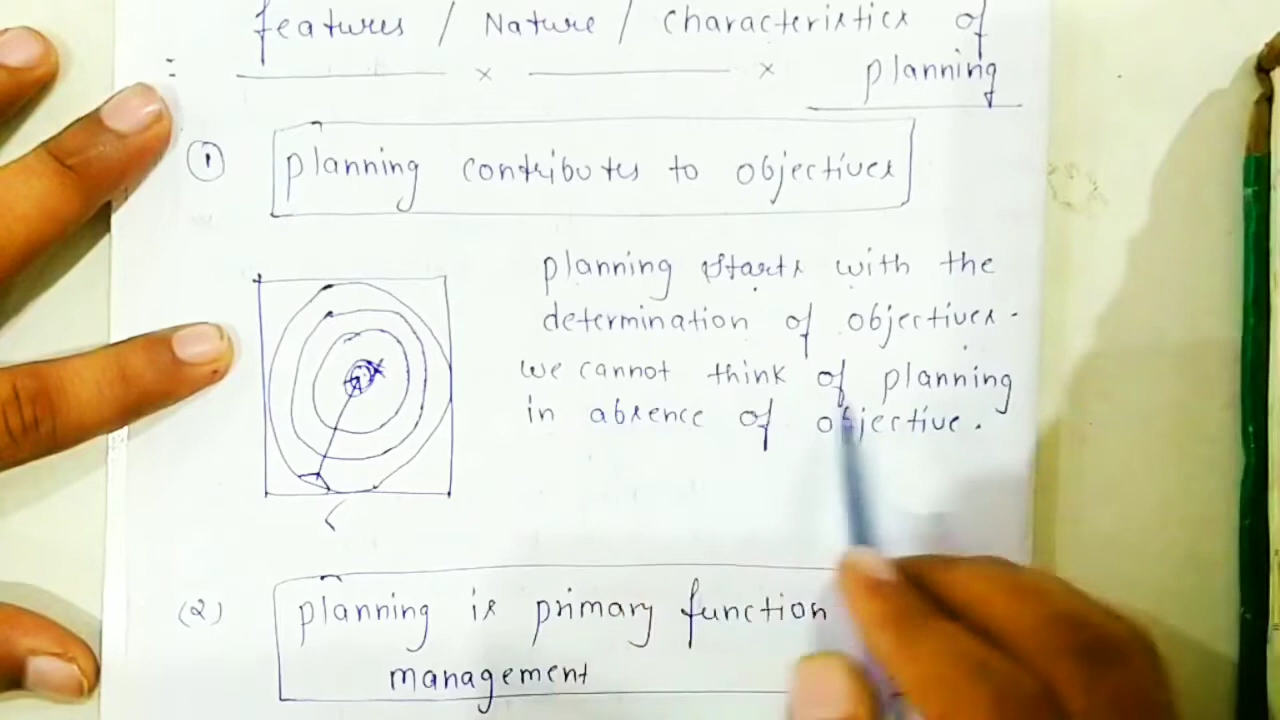 features / Nature / characteristics of
planning
1
planning contributes to objectives
planning starts with the
determination of objectives.
we cannot think of planning
in absence of objective.
(2)
planning is primary function
management